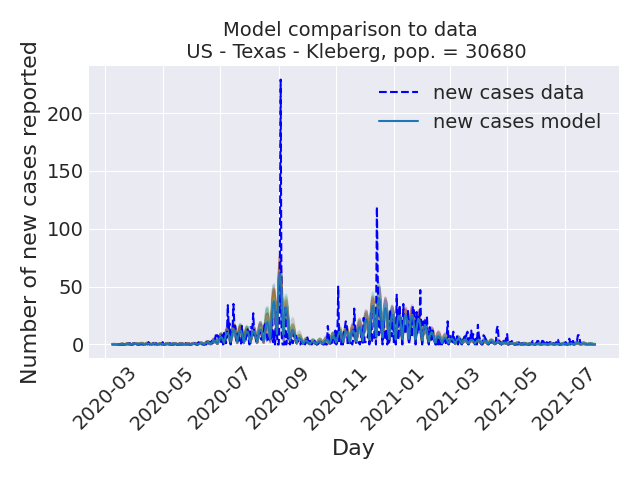 Model comparison to data
US - Texas - Kleberg, pop. = 30680
Number of new cases reported
200
150
100
50
0
new cases data
new cases model
2020-03
2020-05
2020-07
2020-09
2020-11
2021-01
2021-03
2021-05
2021-07
Day